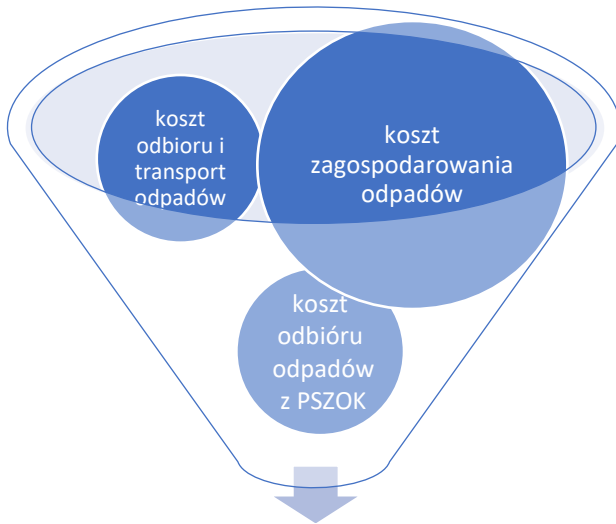 koszt
odbioru i
transport
odpadów
koszt
zagospodarowania
odpadów
koszt
odbióru
odpadów
z PSZOK